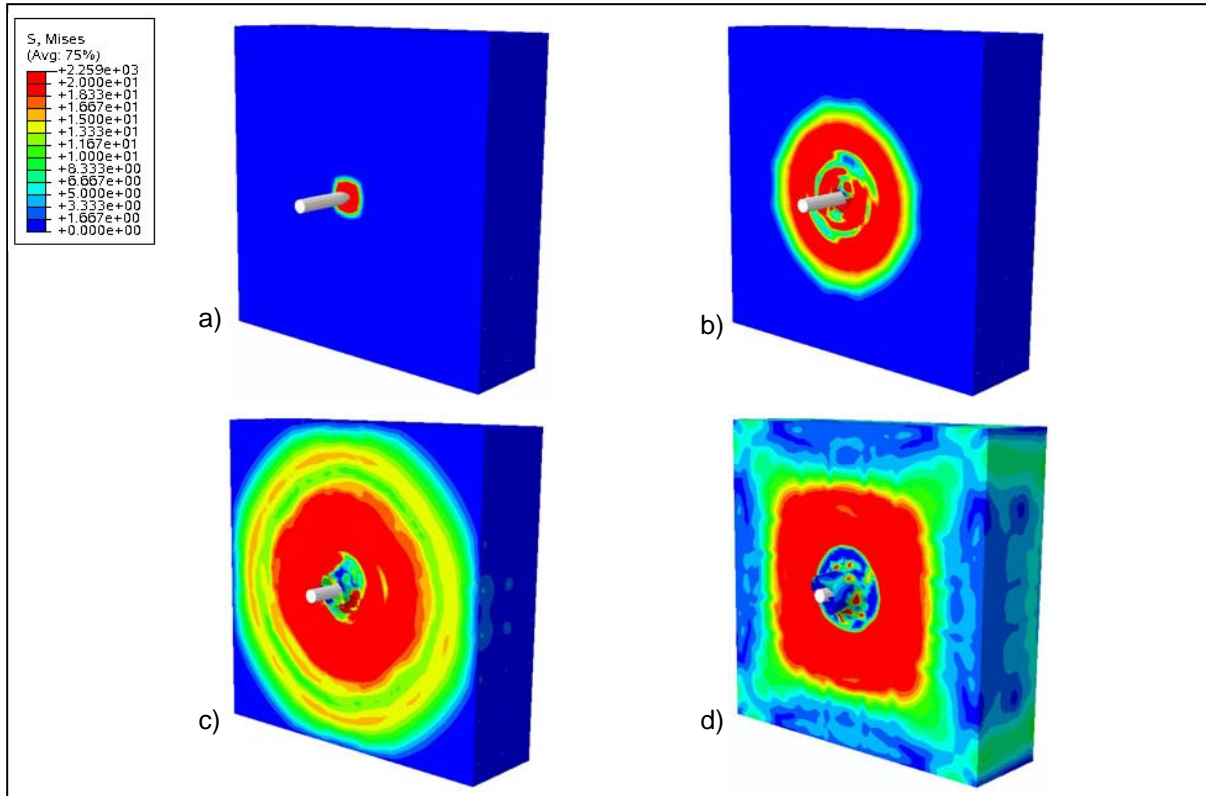 S, Mises
(Avg: 75%)
+2.259e+03
+2.000e+01
+1.833e+01
+1.667e+01
+1.500e+01
+1.333e+01
+1.167e+01
+1.000e+01
+8.333e+00
+6.667e+00
+5.000e+00
+3.333e+00
+1.667e+00
+0.000e+00
a)
b)
c)
d)